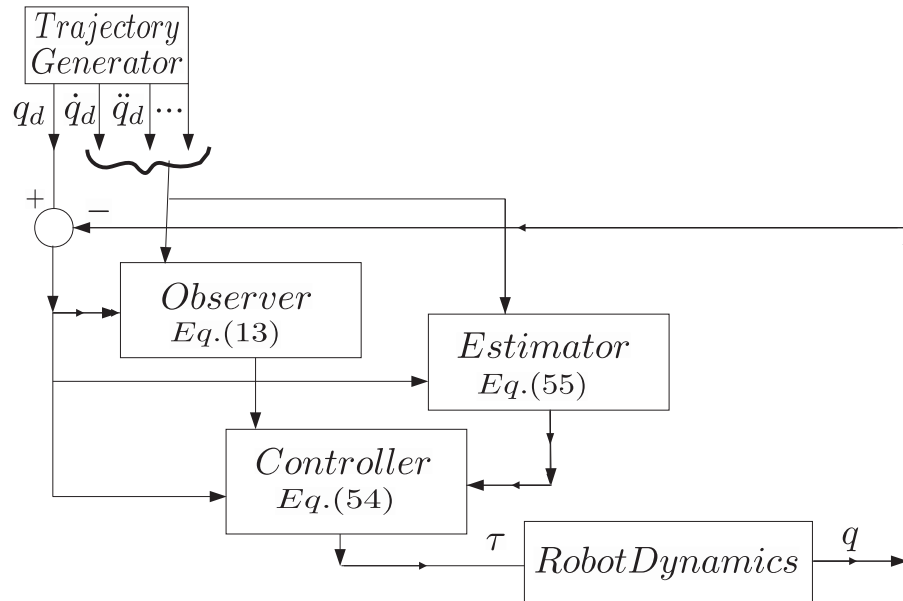 Trajectory
Generator
q_d q̇_d q̈_d ...
+
−
Observer
Eq.(13)
Estimator
Eq.(55)
Controller
Eq.(54)
τ
RobotDynamics
q